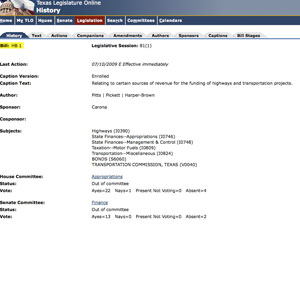 Texas Legislature Online
History
Home My TLO House Senate Legislation Search Committees Calendars
History Text Actions Companions Amendments Authors Sponsors Captions Bill Stages
Bill: HB 1 Legislative Session: 81(1)
Last Action: 07/10/2009 E Effective immediately
Caption Version: Enrolled
Caption Text: Relating to certain sources of revenue for the funding of highways and transportation projects.
Author: Pitts | Pickett | Harper-Brown
Sponsor: Carona
Cosponsor:
Subjects: Highways (I0390)
State Finances--Appropriations (I0746)
State Finances--Management & Control (I0746)
Taxation--Motor Fuels (I0809)
Transportation--Miscellaneous (I0824)
BONDS (S6060)
TRANSPORTATION COMMISSION, TEXAS (V0040)
House Committee: Appropriations
Status: Out of committee
Vote: Ayes=22 Nays=1 Present Not Voting=0 Absent=4
Senate Committee: Finance
Status: Out of committee
Vote: Ayes=13 Nays=0 Present Not Voting=0 Absent=2